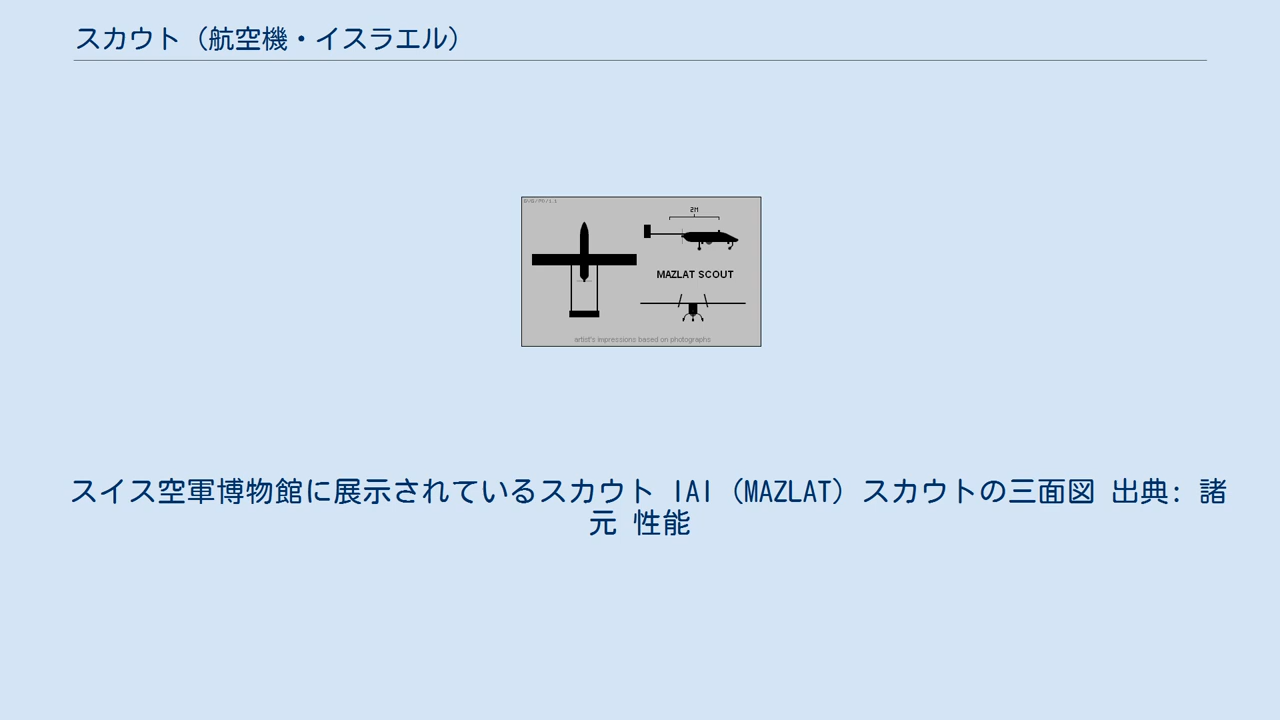 スカウト（航空機・イスラエル）
2M
MAZLAT SCOUT
artist's impressions based on photographs
スイス空軍博物館に展示されているスカウト IAI（MAZLAT）スカウトの三面図 出典: 諸
元 性能